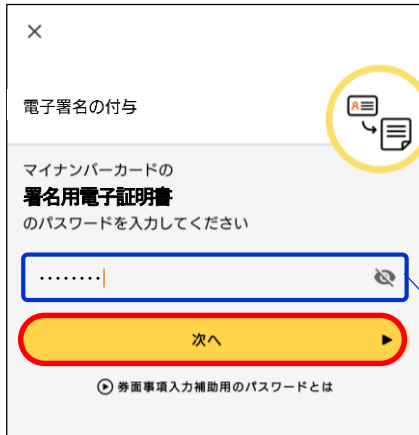 ×
電子署名の付与
マイナンバーカードの
署名用電子証明書
のパスワードを入力してください
········
次へ
券面事項入力補助用のパスワードとは